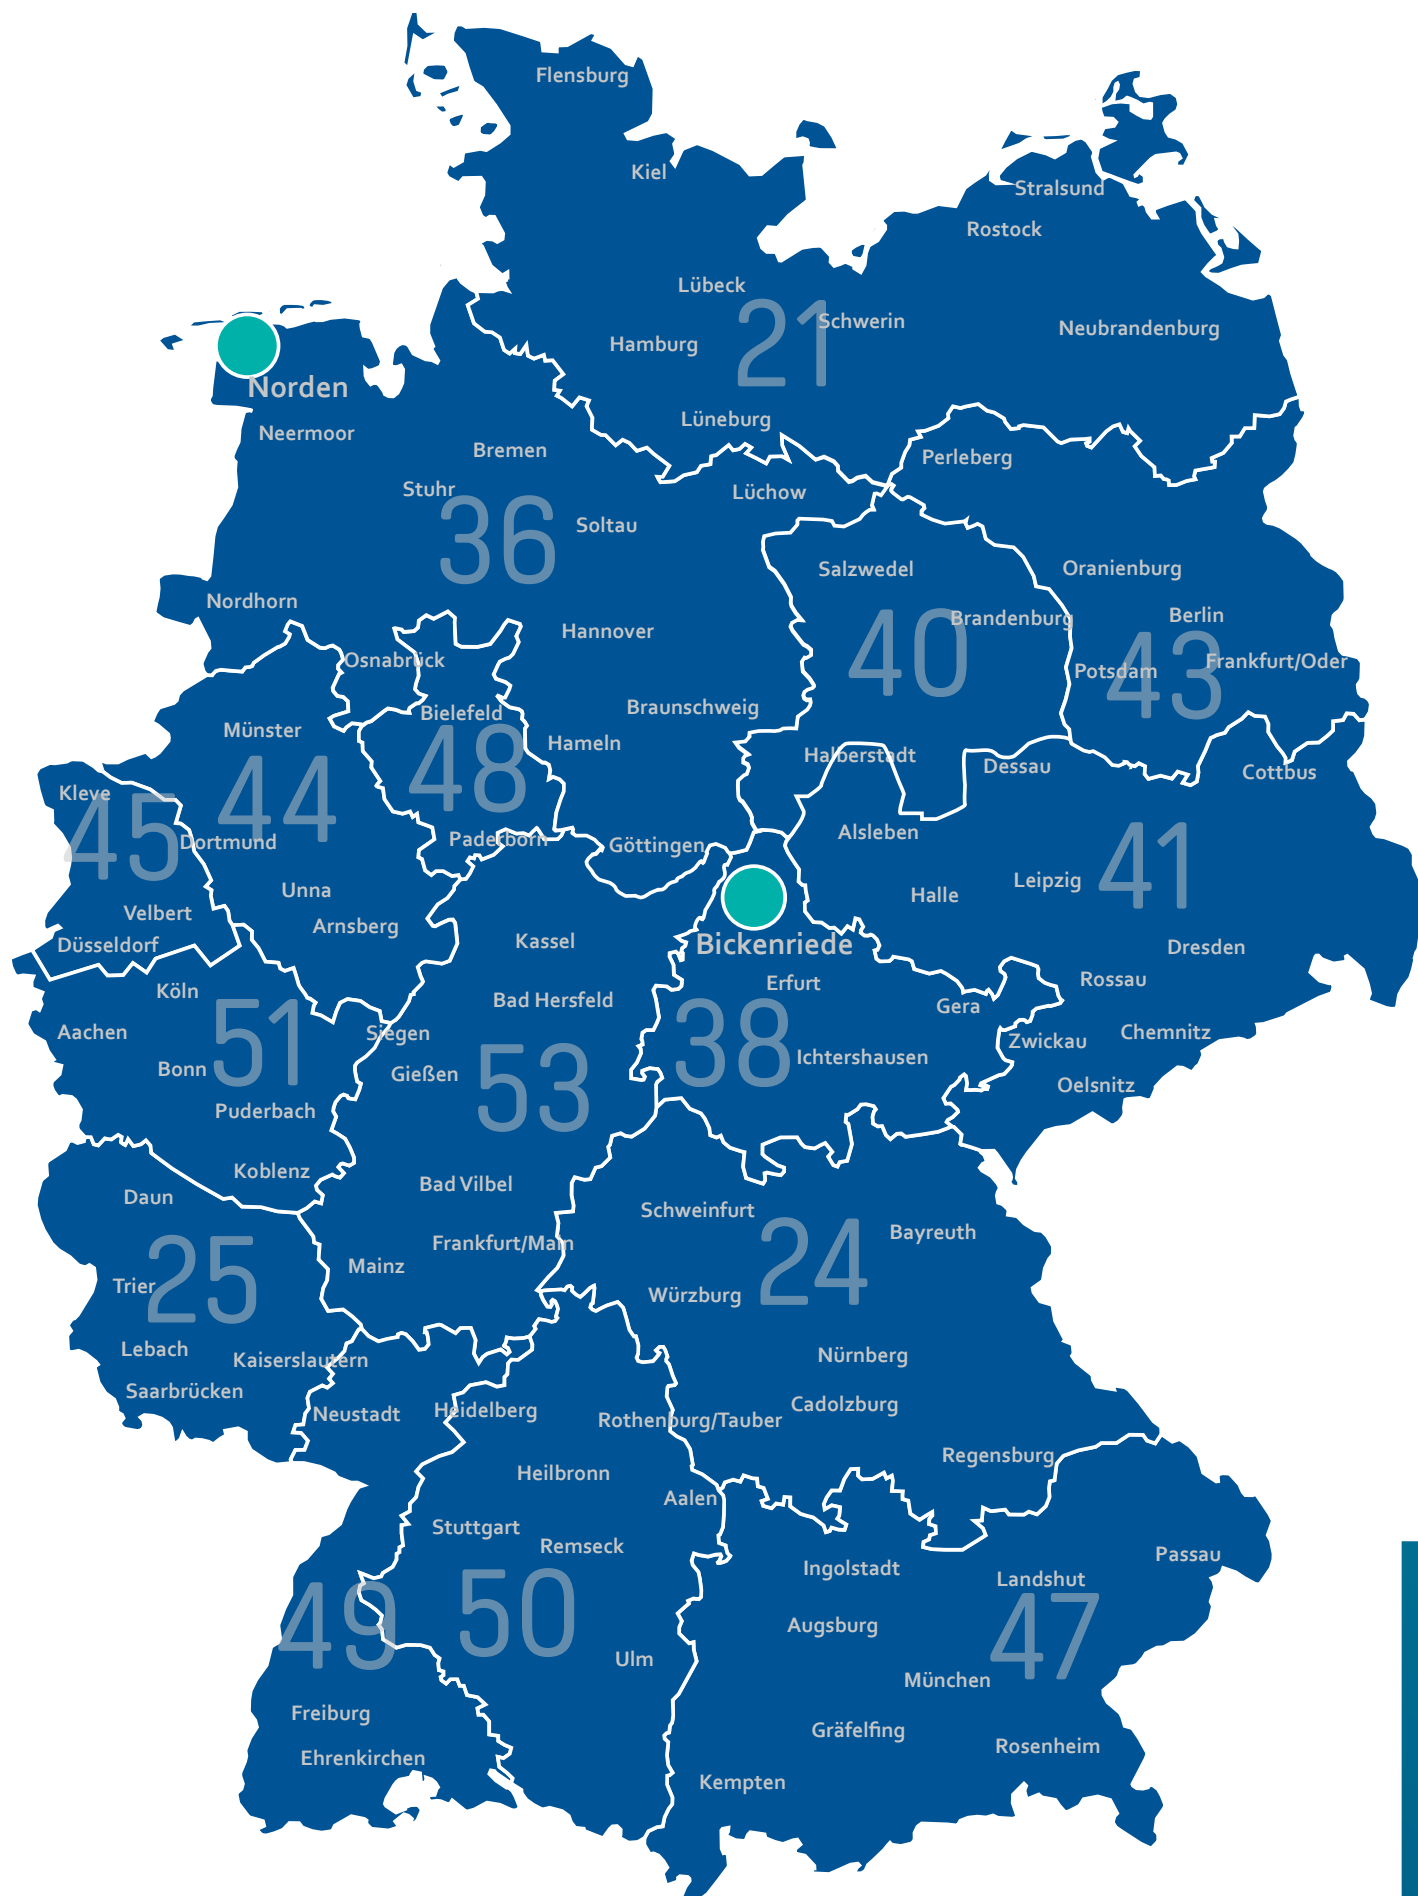 Flensburg
Kiel
Stralsund
Rostock
Lübeck
21
Schwerin
Neubrandenburg
Hamburg
Norden
Lüneburg
Neermoor
Bremen
Perleberg
Stuhr
Lüchow
36
Soltau
Salzwedel
Oranienburg
Nordhorn
Hannover
Brandenburg
Berlin
40
Osnabrück
Potsdam
43
Frankfurt/Oder
Bielefeld
Braunschweig
Münster
Hameln
48
Halberstadt
Dessau
Cottbus
Kleve
44
45
Dortmund
Paderborn
Göttingen
Alsleben
41
Unna
Halle
Leipzig
Velbert
Arnsberg
Düsseldorf
Kassel
Bickenriede
Dresden
Köln
Erfurt
Rossau
Bad Hersfeld
Gera
Aachen
51
Siegen
38
Zwickau
Chemnitz
Bonn
Gießen
53
Ichtershausen
Oelsnitz
Puderbach
Koblenz
Bad Vilbel
Daun
Schweinfurt
Bayreuth
Frankfurt/Main
24
Mainz
25
Trier
Würzburg
Lebach
Kaiserslautern
Nürnberg
Saarbrücken
Cadolzburg
Neustadt
Heidelberg
Rothenburg/Tauber
Regensburg
Heilbronn
Aalen
Stuttgart
Remseck
Passau
Ingolstadt
Landshut
49
50
Augsburg
47
Ulm
München
Freiburg
Gräfelfing
Rosenheim
Ehrenkirchen
Kempten